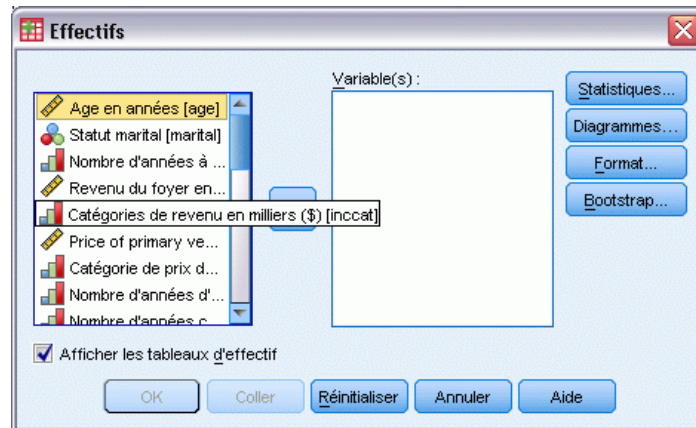 Effectifs
Variable(s) :
Age en années [age]
Statut marital [marital]
Nombre d'années à ...
Revenu du foyer en...
Catégories de revenu en milliers ($) [inccat]
Price of primary ve...
Catégorie de prix d...
Nombre d'années d'...
Nombre d'années c...
Statistiques...
Diagrammes...
Format...
Bootstrap...
Afficher les tableaux d'effectif
OK
Coller
Réinitialiser
Annuler
Aide